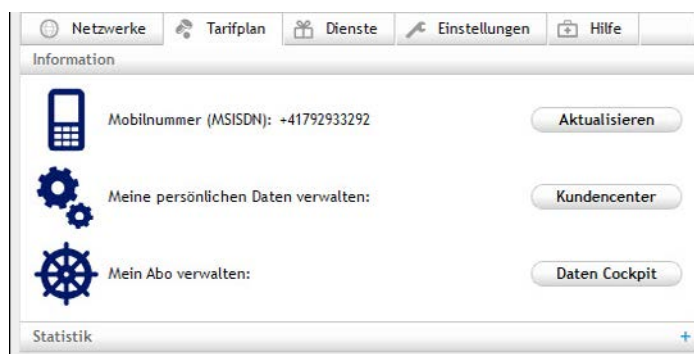 Netzwerke Tarifplan Dienste Einstellungen Hilfe
Information
Mobilnummer (MSISDN): +41792933292 Aktualisieren
Meine persönlichen Daten verwalten: Kundencenter
Mein Abo verwalten: Daten Cockpit
Statistik +